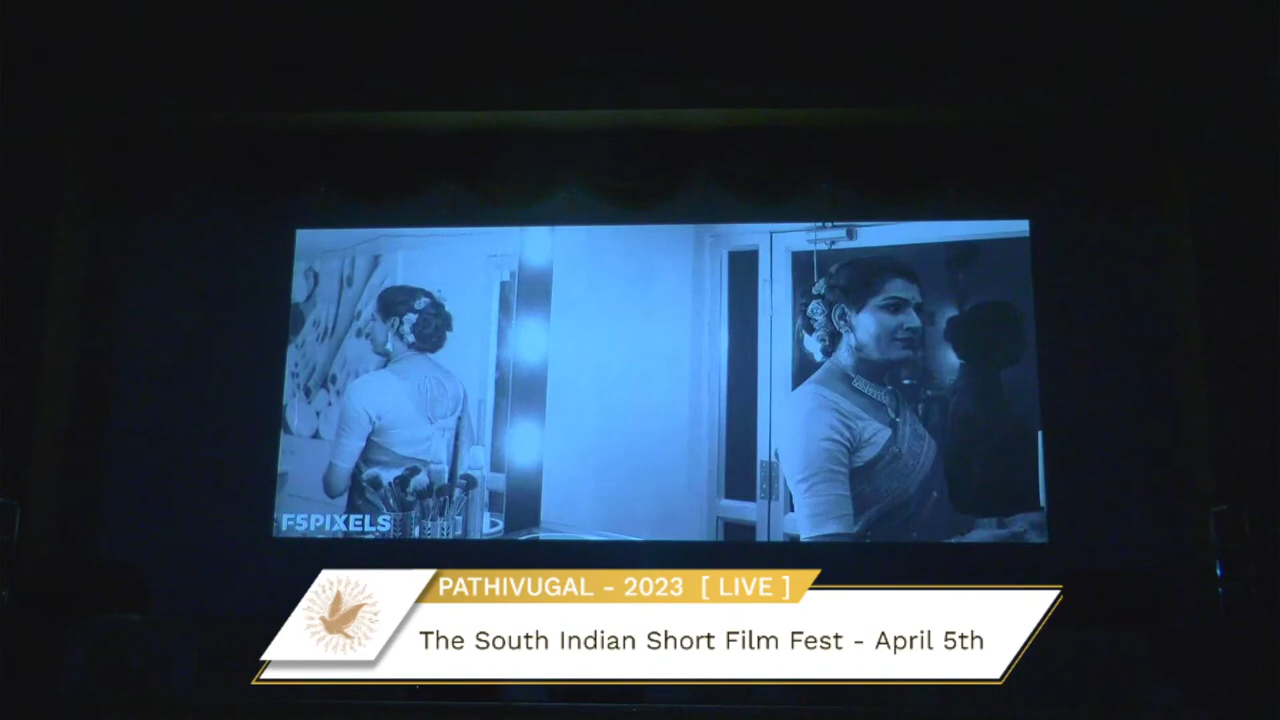 F5PIXELS
PATHIVUGAL - 2023 [ LIVE ]
The South Indian Short Film Fest - April 5th